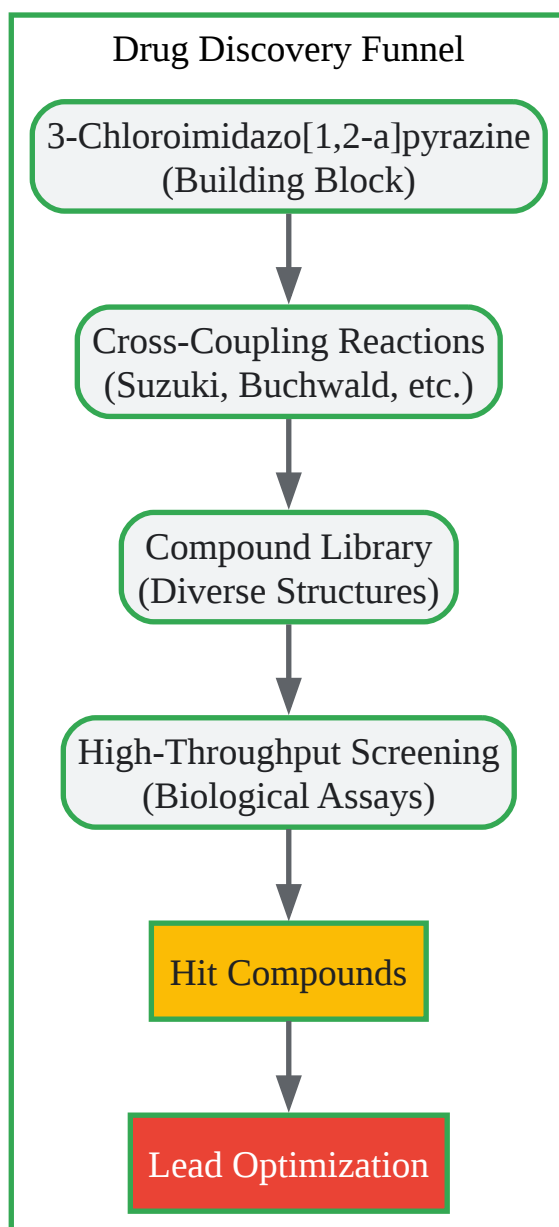 Drug Discovery Funnel
3-Chloroimidazo[1,2-a]pyrazine
(Building Block)
Cross-Coupling Reactions
(Suzuki, Buchwald, etc.)
Compound Library
(Diverse Structures)
High-Throughput Screening
(Biological Assays)
Hit Compounds
Lead Optimization